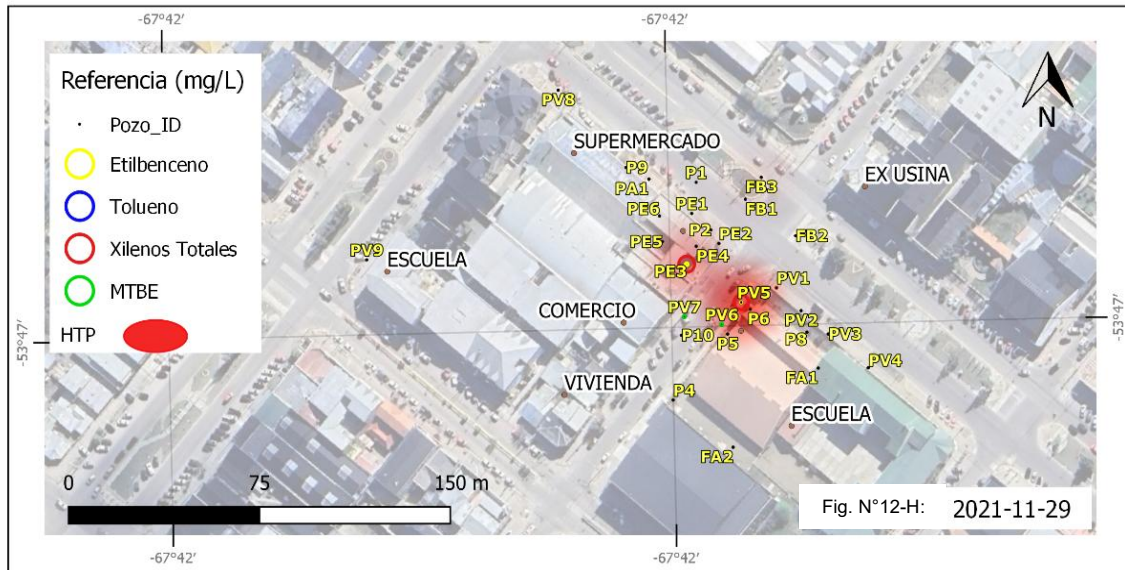 -67°42'
-67°42'
Referencia (mg/L)
Pozo_ID
Etilbenceno
Tolueno
Xilenos Totales
MTBE
HTP
N
PV8
SUPERMERCADO
P9
P1
EX USINA
PA1
FB3
PE6
PE1
FB1
P2
PE2
FB2
PE5
PE4
PV9
ESCUELA
PE3
PV1
PV5
COMERCIO
PV7
PV6
P6
PV2
P10
P5
P8
PV3
VIVIENDA
FA1
PV4
P4
ESCUELA
FA2
-53°47'
-53°47'
0
75
150 m
Fig. N°12-H:
2021-11-29
-67°42'
-67°42'